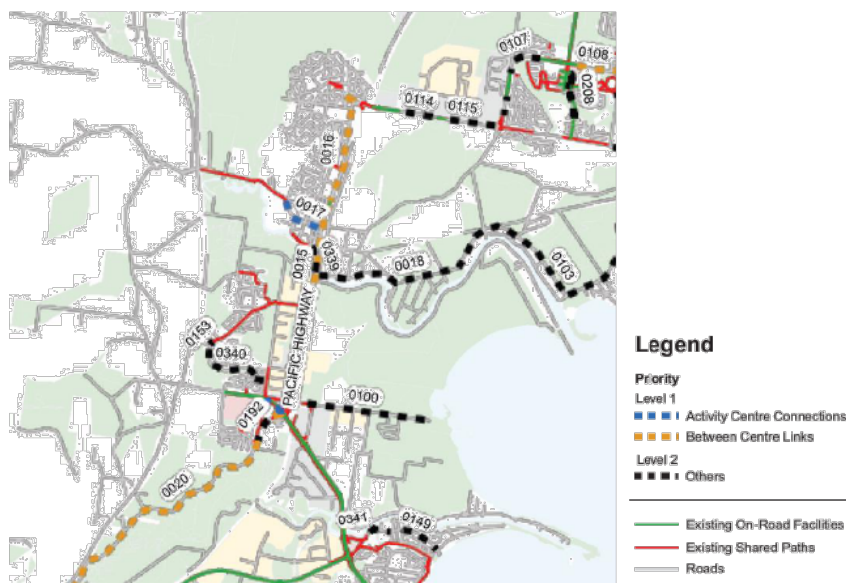 0107
0108
0208
0114
0115
0016
0017
0015
0339
0018
0103
PACIFIC HIGHWAY
0153
0340
0100
0192
0020
0341
0149
Legend
Priority
Level 1
Activity Centre Connections
Between Centre Links
Level 2
Others
Existing On-Road Facilities
Existing Shared Paths
Roads